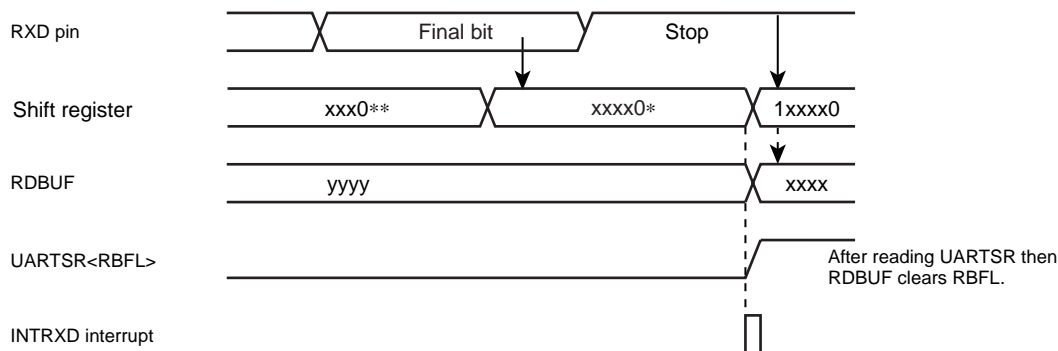 RXD pin Final bit Stop
Shift register xxx0** xxxx0* 1xxxx0
RDBUF yyyy xxxx
UARTSR<RBFL> After reading UARTSR then
RDBUF clears RBFL.
INTRXD interrupt